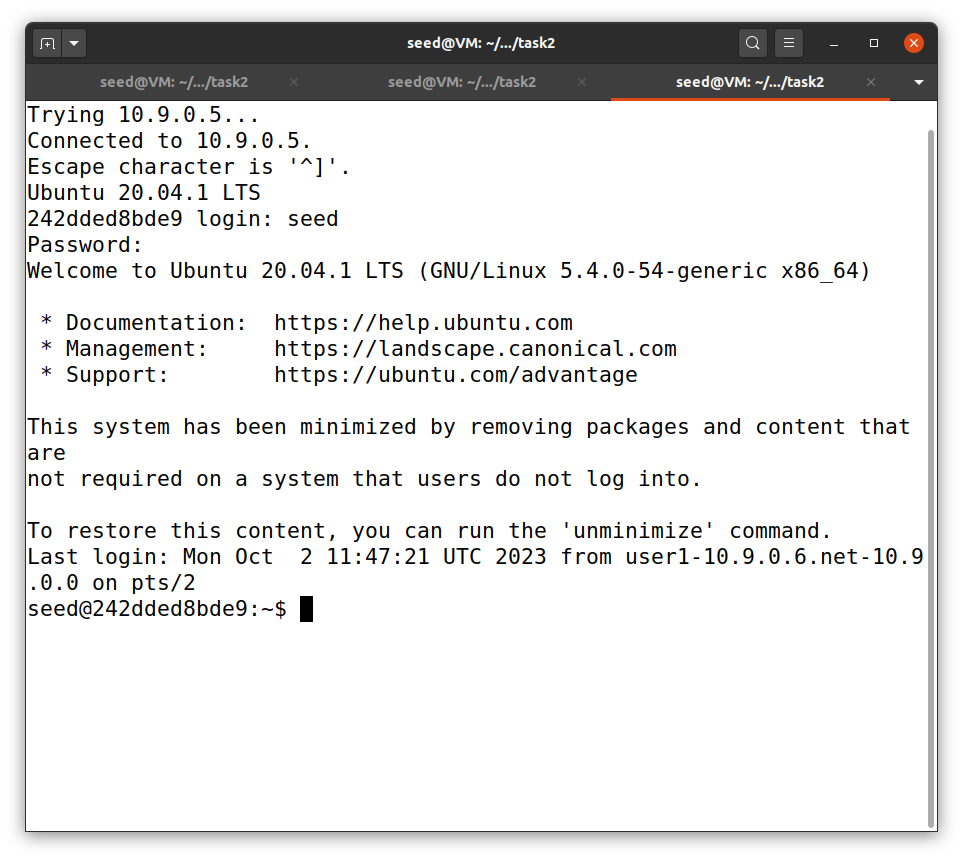 seed@VM: ~/.../task2
seed@VM: ~/.../task2 seed@VM: ~/.../task2 seed@VM: ~/.../task2
Trying 10.9.0.5...
Connected to 10.9.0.5.
Escape character is '^]'.
Ubuntu 20.04.1 LTS
242dded8bde9 login: seed
Password:
Welcome to Ubuntu 20.04.1 LTS (GNU/Linux 5.4.0-54-generic x86_64)
* Documentation:  https://help.ubuntu.com
* Management:     https://landscape.canonical.com
* Support:        https://ubuntu.com/advantage
This system has been minimized by removing packages and content that
are
not required on a system that users do not log into.
To restore this content, you can run the 'unminimize' command.
Last login: Mon Oct  2 11:47:21 UTC 2023 from user1-10.9.0.6.net-10.9
.0.0 on pts/2
seed@242dded8bde9:~$